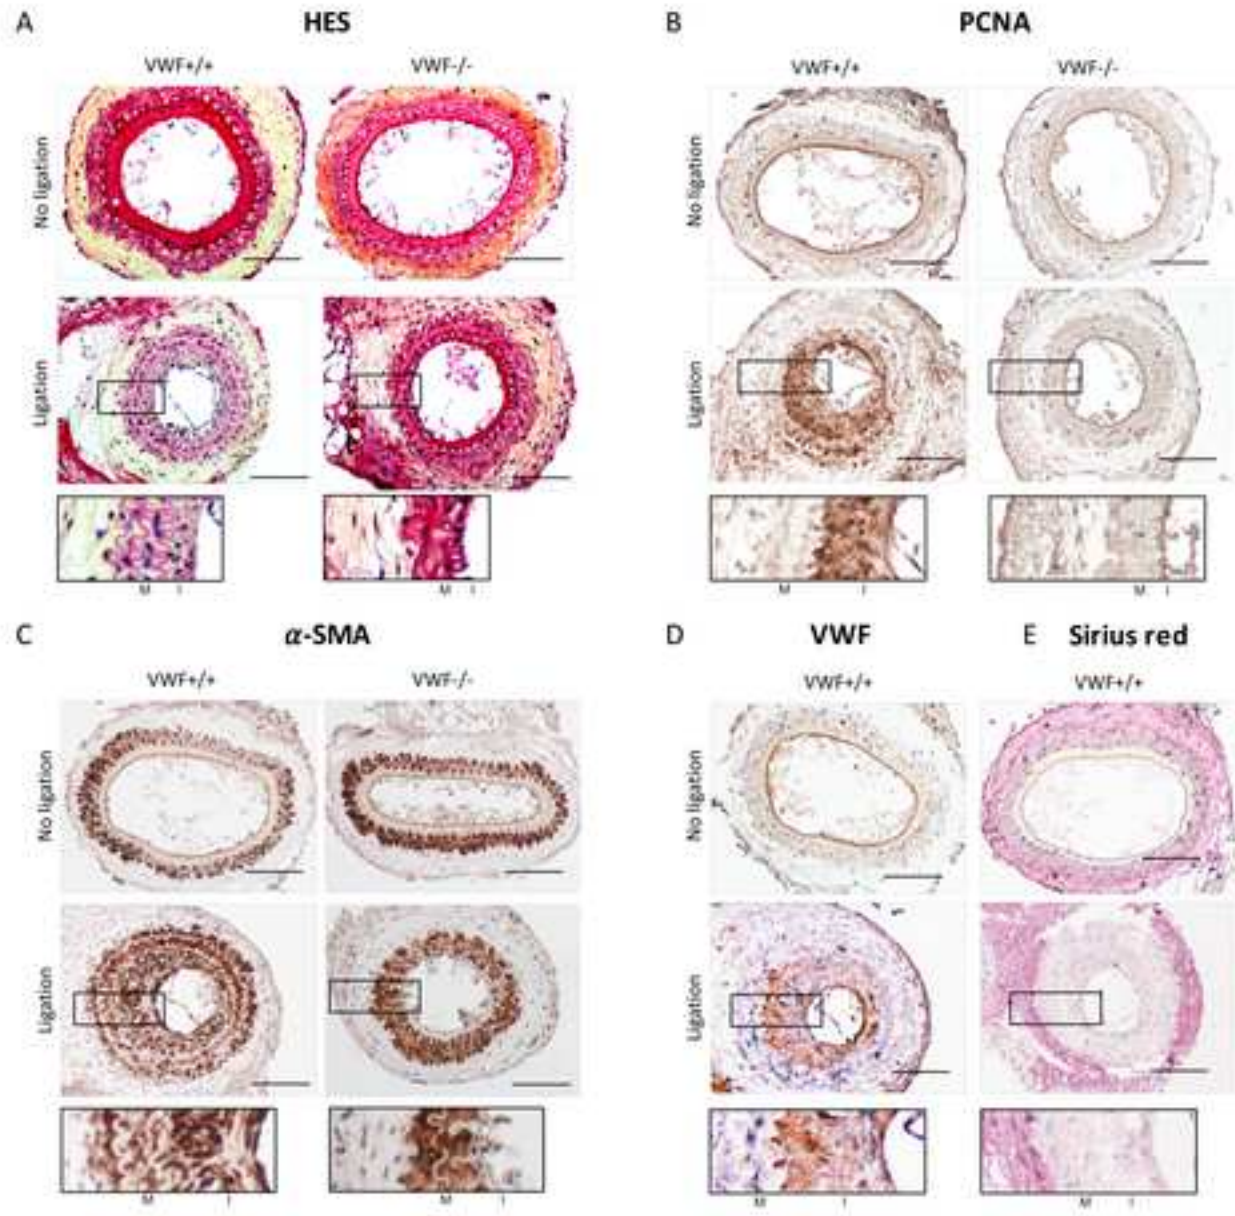 A HES
VWF+/+ VWF-/-
No ligation
Ligation
M I
M I
B PCNA
VWF+/+ VWF-/-
No ligation
Ligation
M I
M I
C α-SMA
VWF+/+ VWF-/-
No ligation
Ligation
M I
M I
D VWF
VWF+/+
No ligation
Ligation
M I
E Sirius red
VWF+/+
M I